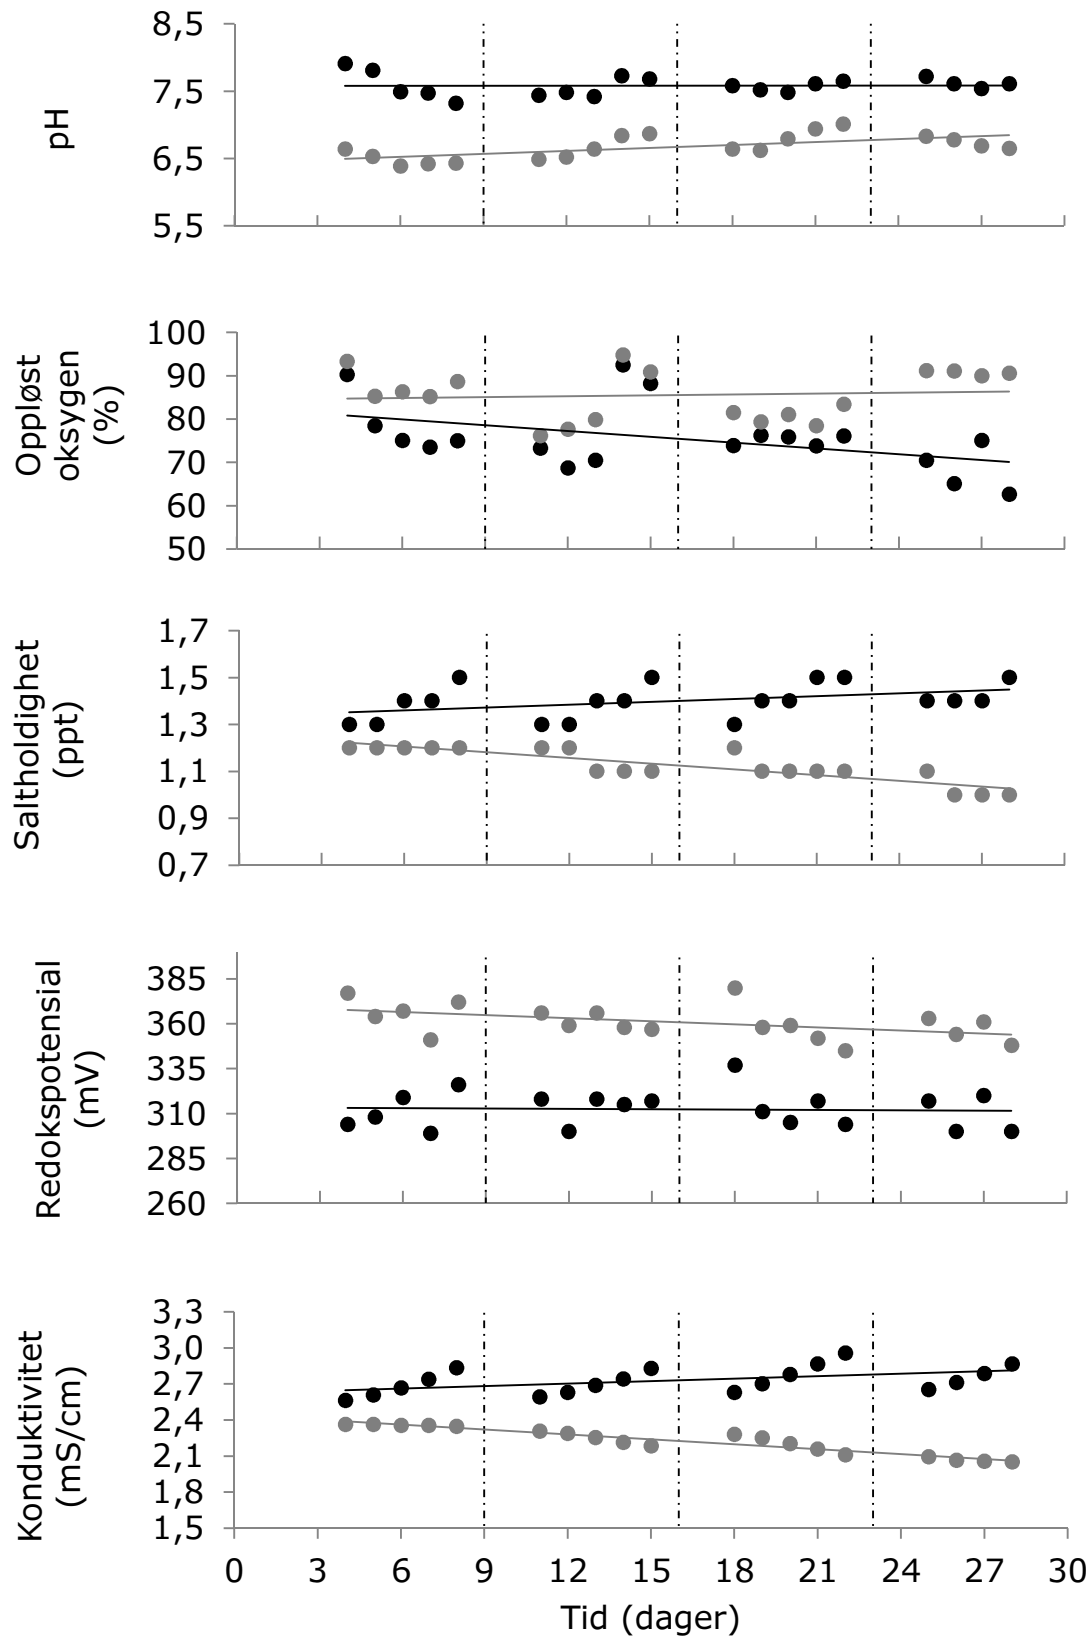 8,5
7,5
6,5
5,5
pH
100
90
80
70
60
50
Oppløst
oksygen
(%)
1,7
1,5
1,3
1,1
0,9
0,7
Saltholdighet
(ppt)
385
360
335
310
285
260
Redokspotensial
(mV)
3,3
3,0
2,7
2,4
2,1
1,8
1,5
Konduktivitet
(mS/cm)
0 3 6 9 12 15 18 21 24 27 30
Tid (dager)